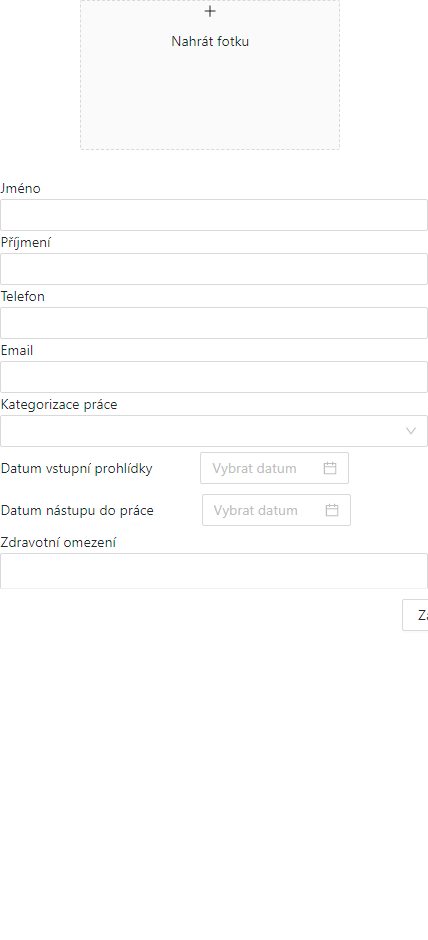 Nahrát fotku
Jméno
Příjmení
Telefon
Email
Kategorizace práce
Datum vstupní prohlídky Vybrat datum
Datum nástupu do práce Vybrat datum
Zdravotní omezení